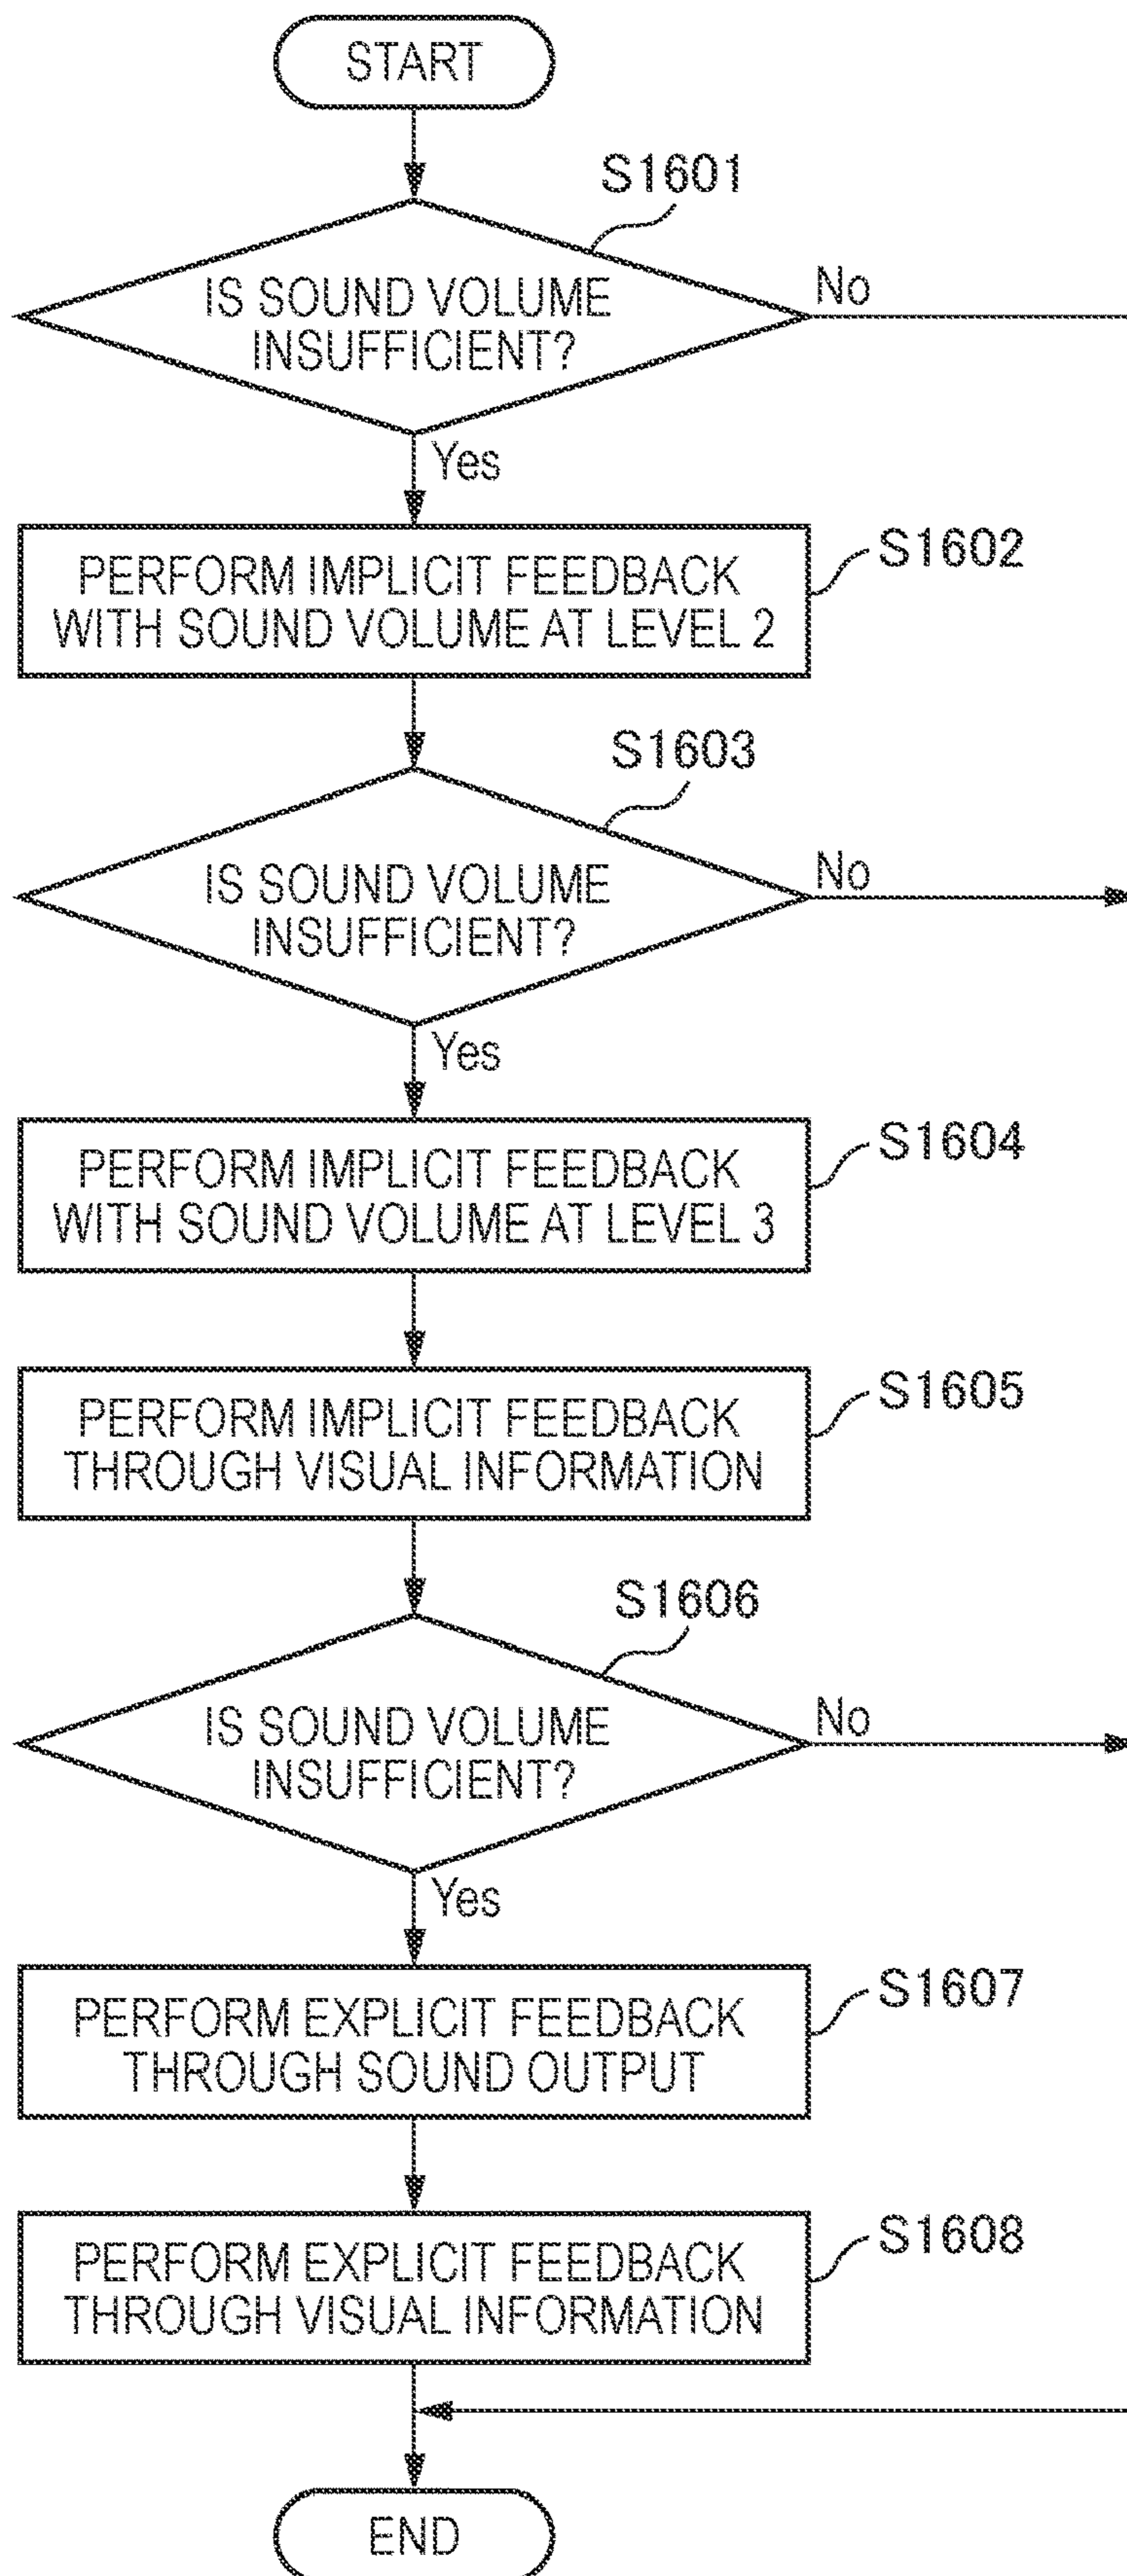 START
S1601
IS SOUND VOLUME
INSUFFICIENT?
No
Yes
PERFORM IMPLICIT FEEDBACK
WITH SOUND VOLUME AT LEVEL 2
S1602
S1603
IS SOUND VOLUME
INSUFFICIENT?
No
Yes
PERFORM IMPLICIT FEEDBACK
WITH SOUND VOLUME AT LEVEL 3
S1604
PERFORM IMPLICIT FEEDBACK
THROUGH VISUAL INFORMATION
S1605
S1606
IS SOUND VOLUME
INSUFFICIENT?
No
Yes
PERFORM EXPLICIT FEEDBACK
THROUGH SOUND OUTPUT
S1607
PERFORM EXPLICIT FEEDBACK
THROUGH VISUAL INFORMATION
S1608
END